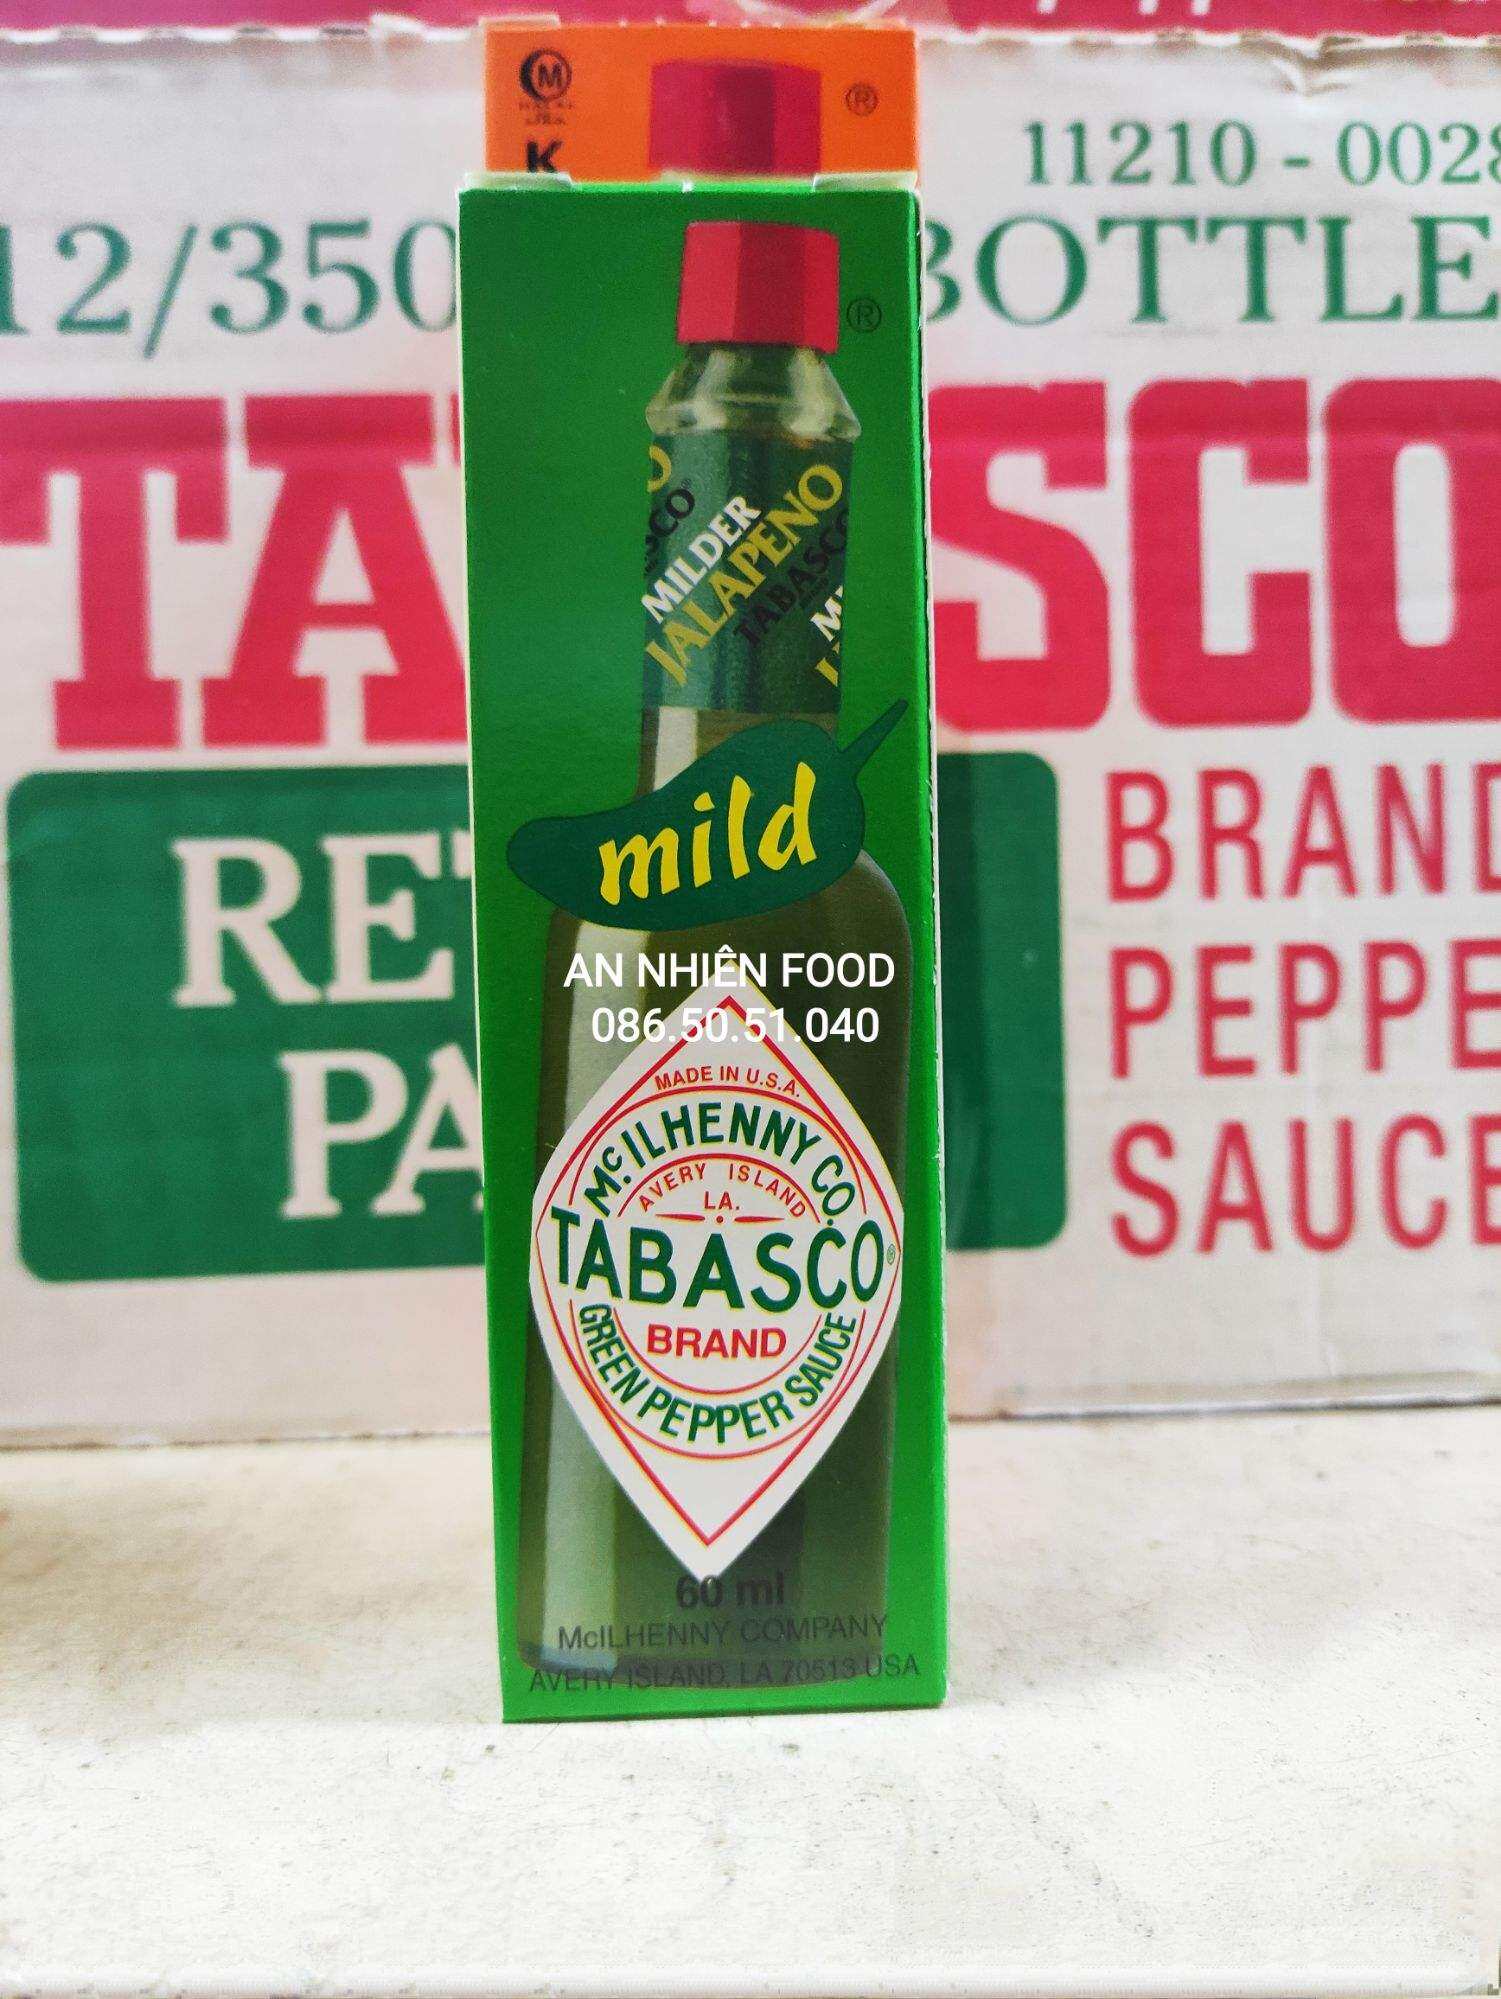 M
K
®
11210 - 0028
12/350
BOTTLE
®
TA
SCO
MILDER
JALAPENO
TABASCO
mild
RET
PA
BRAND
PEPPE
SAUCE
AN NHIÊN FOOD
086.50.51.040
MADE IN U.S.A.
McILHENNY CO.
AVERY ISLAND
LA.
TABASCO®
BRAND
GREEN PEPPER SAUCE
60 ml
McILHENNY COMPANY
AVERY ISLAND, LA 70513 USA